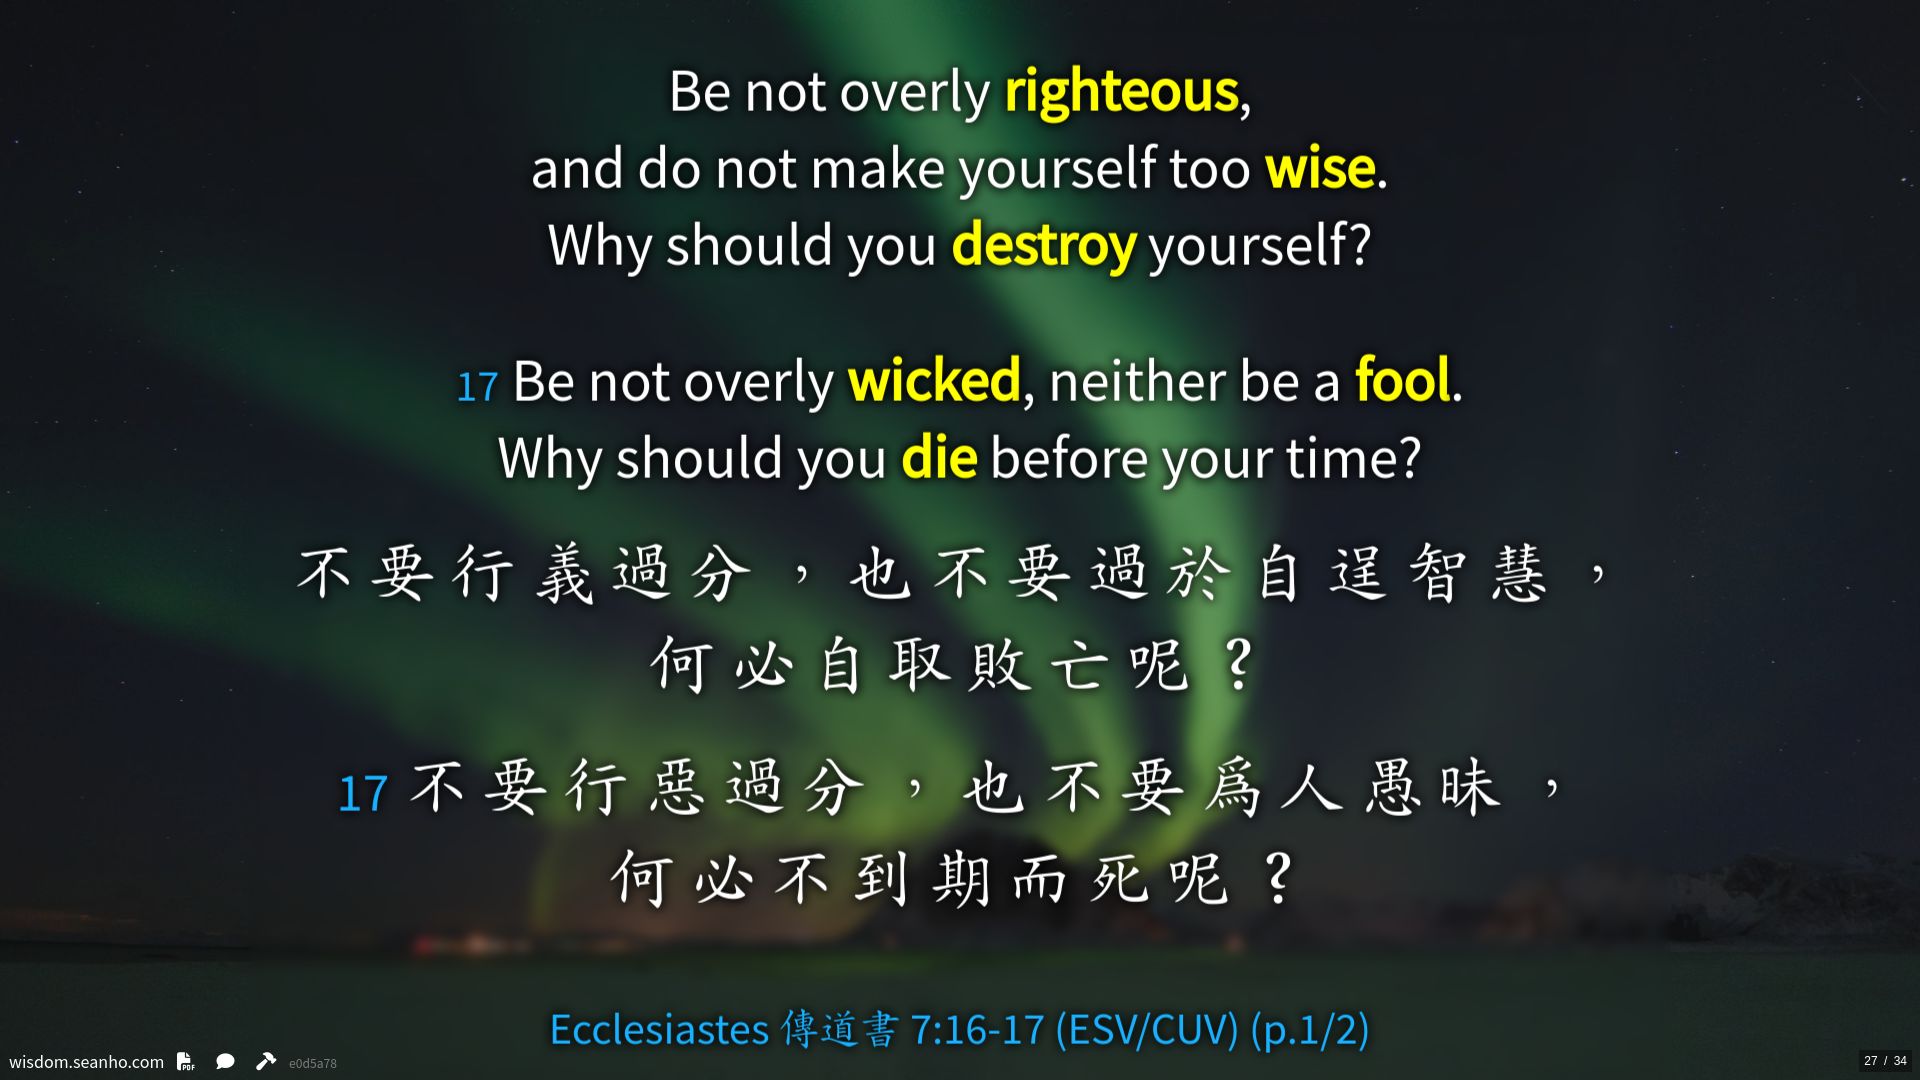 Be not overly righteous,
and do not make yourself too wise.
Why should you destroy yourself?
17 Be not overly wicked, neither be a fool.
Why should you die before your time?
不要行義過分，也不要過於自逞智慧，
何必自取敗亡呢？
17 不要行惡過分，也不要爲人愚昧，
何必不到期而死呢？
Ecclesiastes 傳道書 7:16-17 (ESV/CUV) (p.1/2)
wisdom.seanho.com PDF e0d5a78
27 / 34